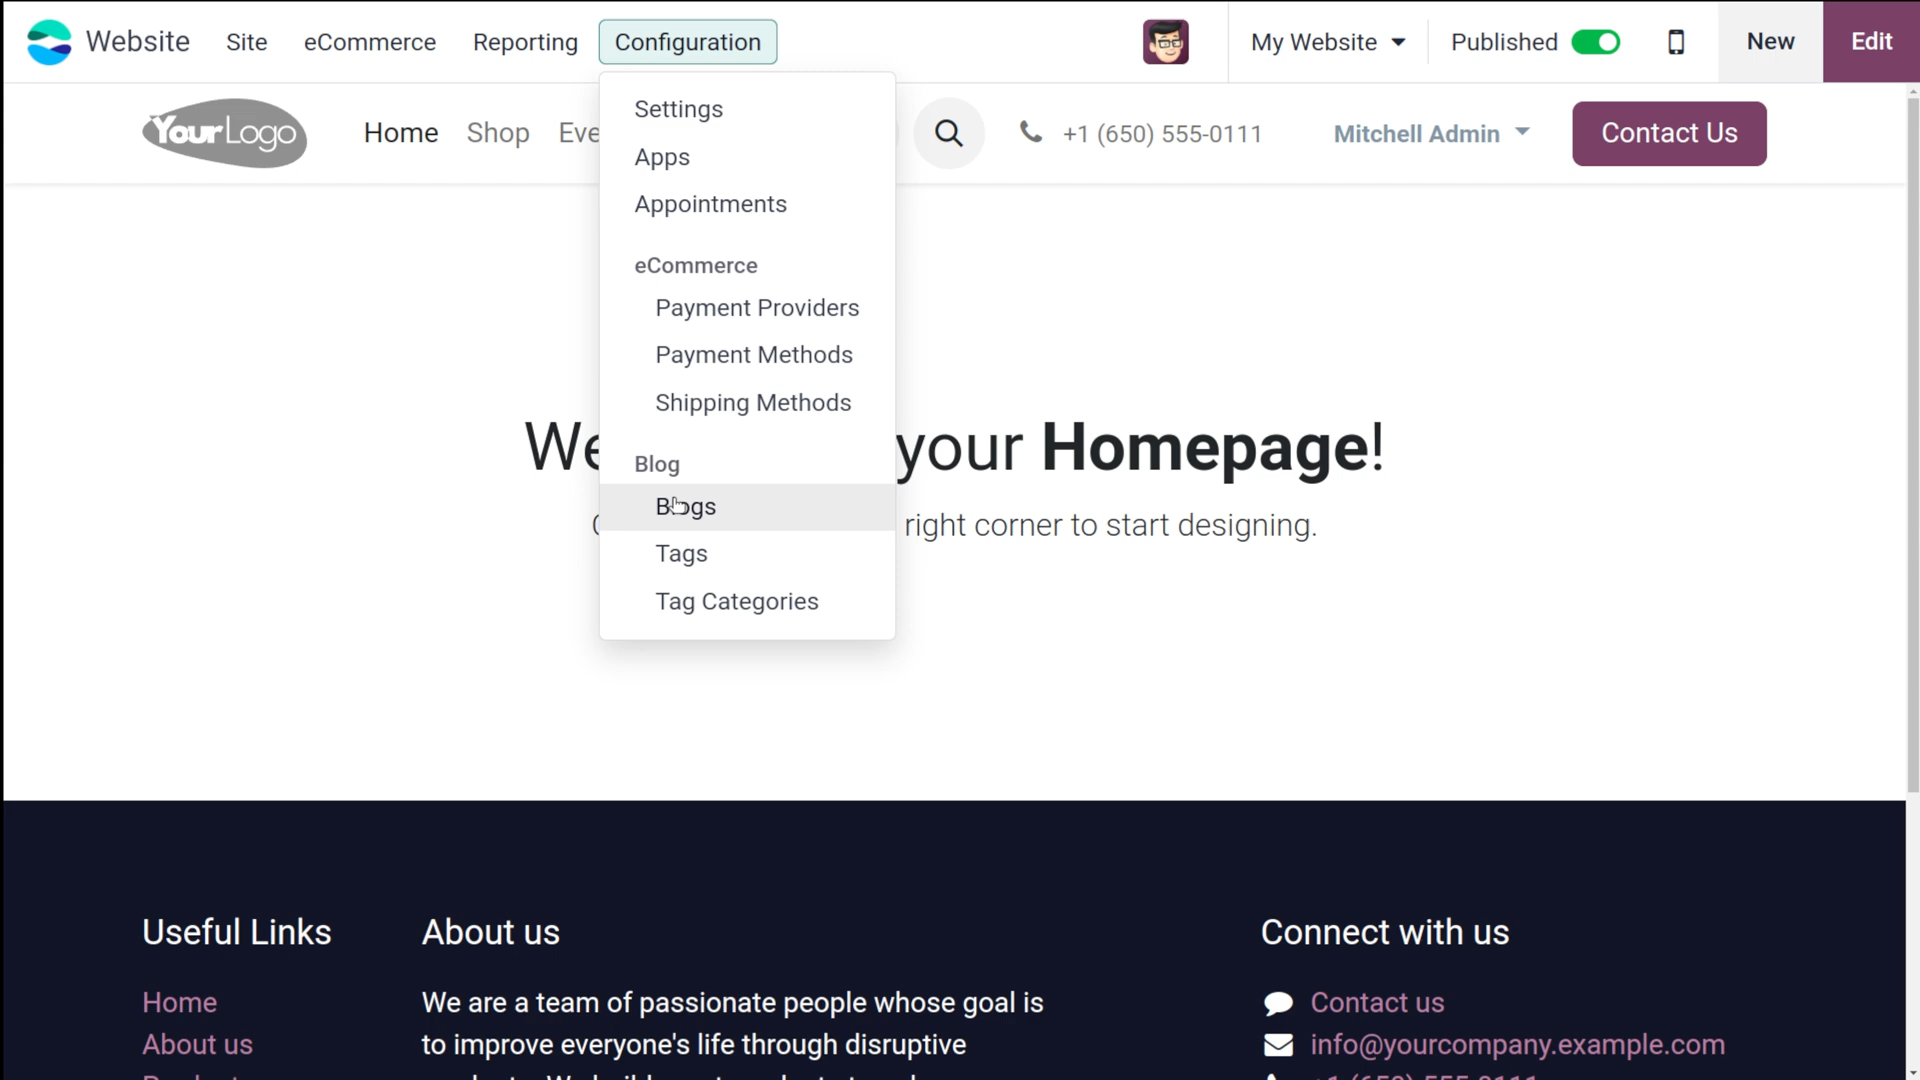 Website Site eCommerce Reporting Configuration My Website Published New Edit
YourLogo Home Shop Eve +1 (650) 555-0111 Mitchell Admin Contact Us
Settings
Apps
Appointments
eCommerce
Payment Providers
Payment Methods
Shipping Methods
Blog
Blogs
Tags
Tag Categories
We your Homepage!
right corner to start designing.
Useful Links
Home
About us
About us
We are a team of passionate people whose goal is
to improve everyone's life through disruptive
Connect with us
Contact us
info@yourcompany.example.com